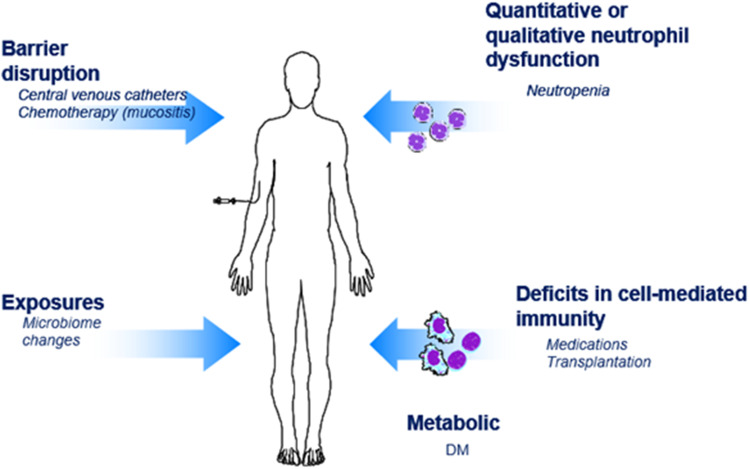 Barrier
disruption
Central venous catheters
Chemotherapy (mucositis)
Quantitative or
qualitative neutrophil
dysfunction
Neutropenia
Exposures
Microbiome
changes
Deficits in cell-mediated
immunity
Medications
Transplantation
Metabolic
DM